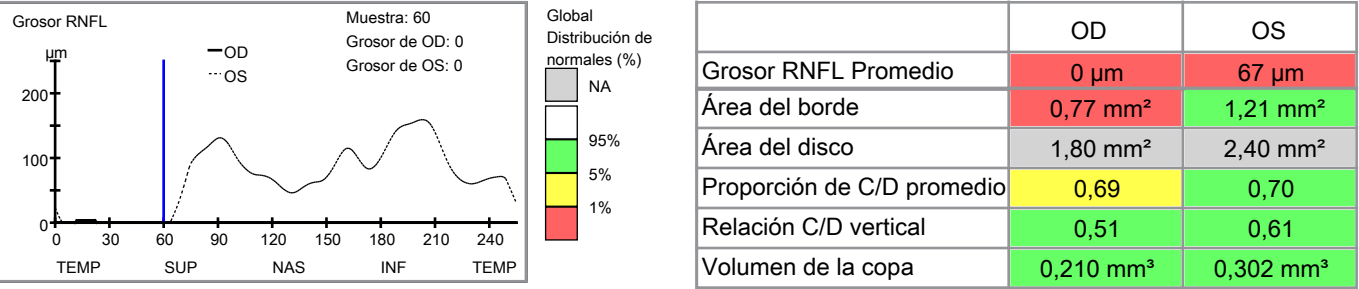 Grosor RNFL
Muestra: 60
Grosor de OD: 0
Grosor de OS: 0
OD
OS
µm
200
100
0
0 30 60 90 120 150 180 210 240
TEMP SUP NAS INF TEMP
Global
Distribución de
normales (%)
NA
95%
5%
1%
OD OS
Grosor RNFL Promedio 0 µm 67 µm
Área del borde 0,77 mm² 1,21 mm²
Área del disco 1,80 mm² 2,40 mm²
Proporción de C/D promedio 0,69 0,70
Relación C/D vertical 0,51 0,61
Volumen de la copa 0,210 mm³ 0,302 mm³